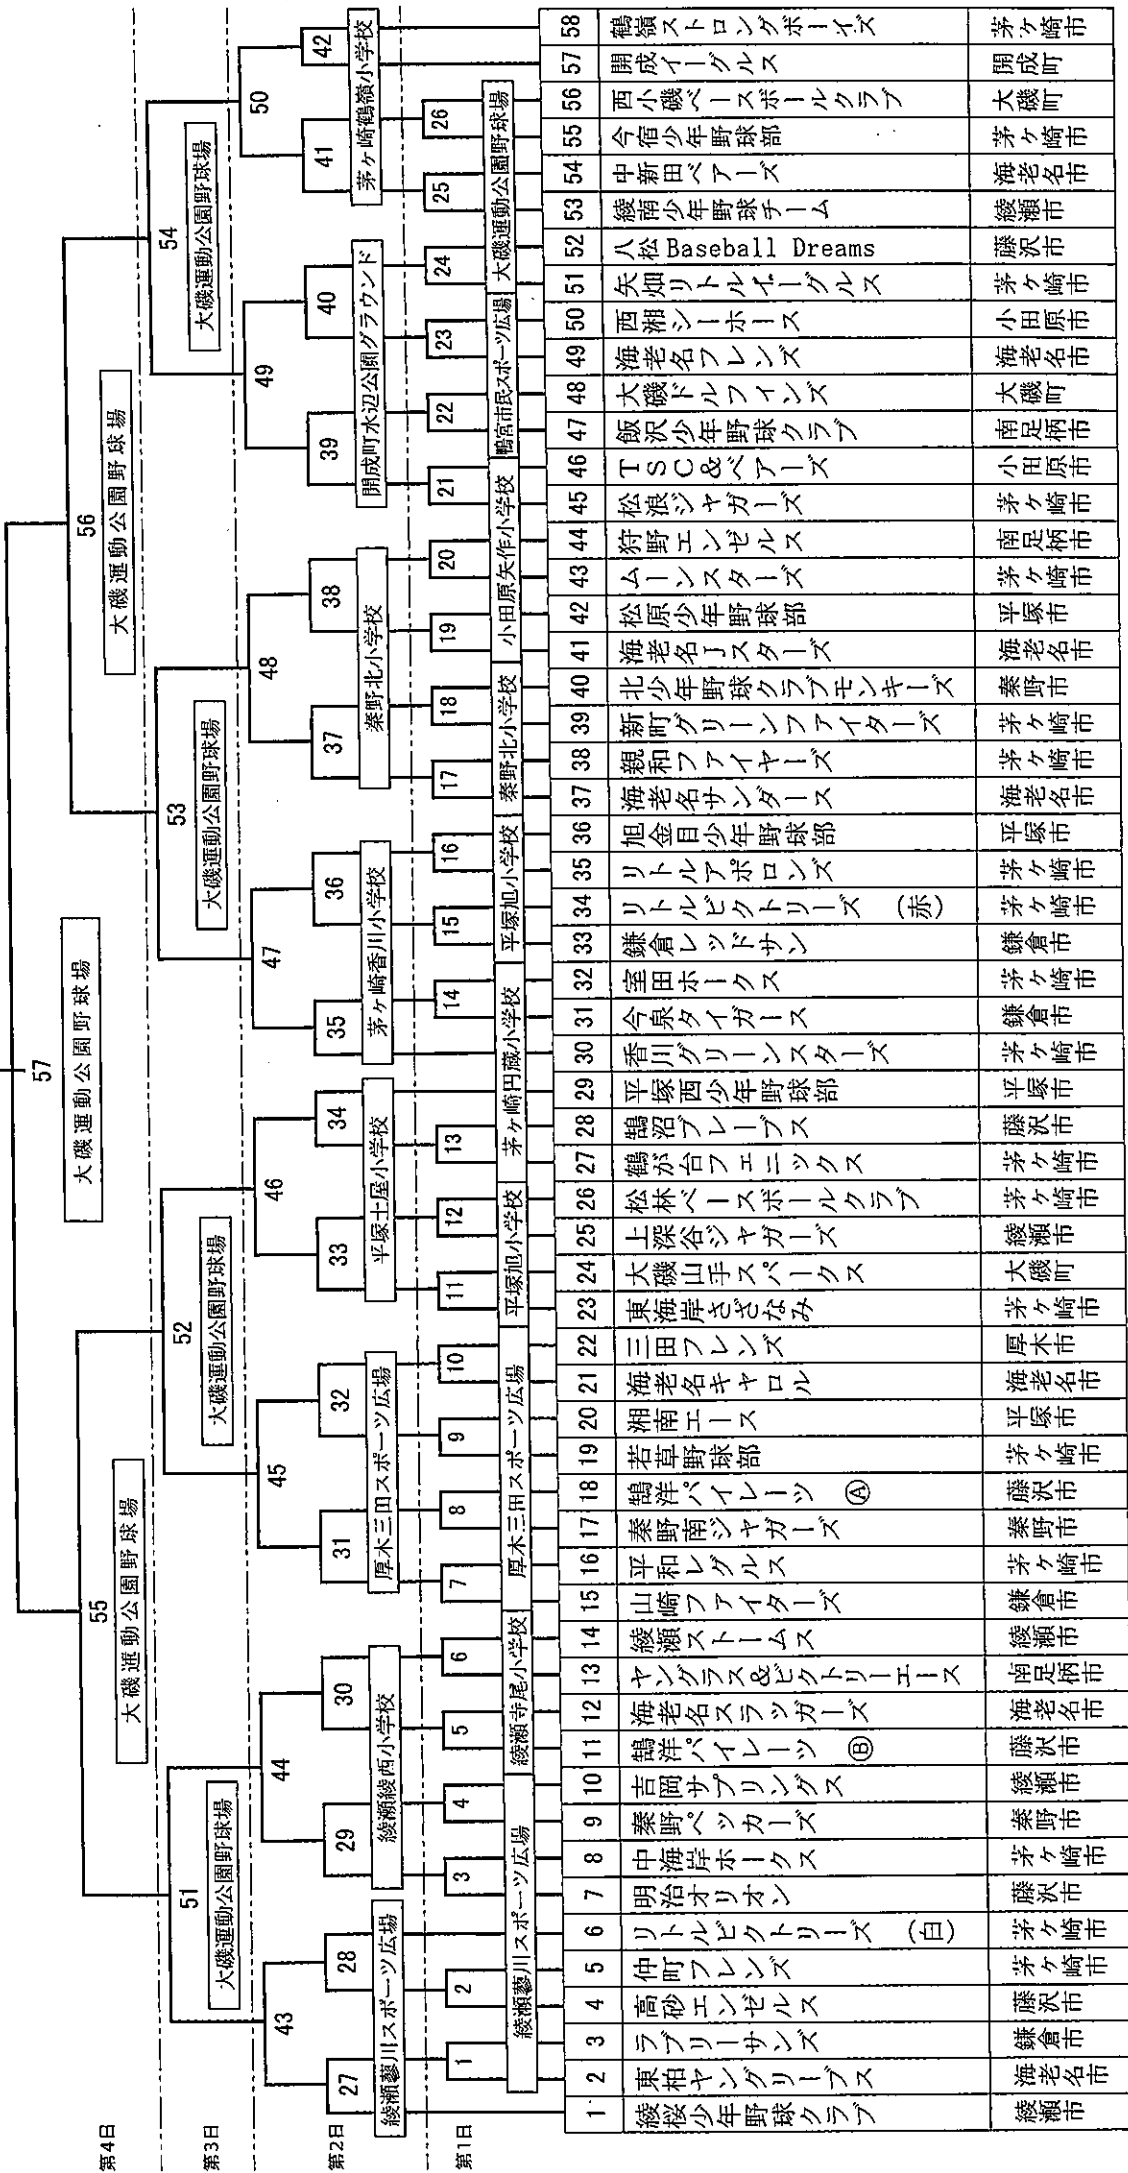 第4日
第3日
第2日
第1日
57
大磯運動公園野球場
55
大磯運動公園野球場
56
大磯運動公園野球場
51
大磯運動公園野球場
52
大磯運動公園野球場
53
大磯運動公園野球場
54
大磯運動公園野球場
43
44
45
46
47
48
49
50
27
28
綾瀬蓼川スポーツ広場
29
30
綾瀬綾西小学校
31
32
厚木三田スポーツ広場
33
34
平塚土屋小学校
35
36
茅ヶ崎香川小学校
37
38
秦野北小学校
39
40
開成町水辺公園グラウンド
41
42
茅ヶ崎鶴嶺小学校
1
2
3
4
綾瀬蓼川スポーツ広場
5
6
綾瀬寺尾小学校
7
8
9
10
厚木三田スポーツ広場
11
12
平塚旭小学校
13
14
茅ヶ崎円蔵小学校
15
16
平塚旭小学校
17
18
秦野北小学校
19
20
21
小田原矢作小学校
22
23
鴨宮市民スポーツ広場
24
25
26
大磯運動公園野球場
1 綾桜少年野球クラブ 綾瀬市
2 東柏ヤングリーブス 海老名市
3 ラブリーサンズ 鎌倉市
4 高砂エンゼルス 藤沢市
5 仲町フレンズ 茅ヶ崎市
6 リトルビクトリーズ (白) 茅ヶ崎市
7 明治オリオン 藤沢市
8 中海岸ホークス 茅ヶ崎市
9 秦野ペッカーズ 秦野市
10 吉岡サプリングス 綾瀬市
11 鵠洋パイレーツ Ⓑ 藤沢市
12 海老名スラッガーズ 海老名市
13 ヤングラス&ビクトリーエース 南足柄市
14 綾瀬ストームス 綾瀬市
15 山崎ファイターズ 鎌倉市
16 平和レグルス 茅ヶ崎市
17 秦野南ジャガーズ 秦野市
18 鵠洋パイレーツ Ⓐ 藤沢市
19 若草野球部 茅ヶ崎市
20 湘南エース 平塚市
21 海老名キャロル 海老名市
22 三田フレンズ 厚木市
23 東海岸さざなみ 茅ヶ崎市
24 大磯山手スパークス 大磯町
25 上深谷ジャガーズ 綾瀬市
26 松林ベースボールクラブ 茅ヶ崎市
27 鶴が台フェニックス 茅ヶ崎市
28 鵠沼ブレーブス 藤沢市
29 平塚西少年野球部 平塚市
30 香川グリーンスターズ 茅ヶ崎市
31 今泉タイガース 鎌倉市
32 室田ホークス 茅ヶ崎市
33 鎌倉レッドサン 鎌倉市
34 リトルビクトリーズ (赤) 茅ヶ崎市
35 リトルアポロンズ 茅ヶ崎市
36 旭金目少年野球部 平塚市
37 海老名サンダース 海老名市
38 親和ファイヤーズ 茅ヶ崎市
39 新町グリーンファイターズ 茅ヶ崎市
40 北少年野球クラブモンキーズ 秦野市
41 海老名Jスターズ 海老名市
42 松原少年野球部 平塚市
43 ムーンスターズ 茅ヶ崎市
44 狩野エンゼルス 南足柄市
45 松浪ジャガーズ 茅ヶ崎市
46 TSC&ベアーズ 小田原市
47 飯沢少年野球クラブ 南足柄市
48 大磯ドルフィンズ 大磯町
49 海老名フレンズ 海老名市
50 西湘シーホース 小田原市
51 矢畑リトルイーグルス 茅ヶ崎市
52 八松 Baseball Dreams 藤沢市
53 綾南少年野球チーム 綾瀬市
54 中新田ベアーズ 海老名市
55 今宿少年野球部 茅ヶ崎市
56 西小磯ベースボールクラブ 大磯町
57 開成イーグルス 開成町
58 鶴嶺ストロングボーイズ 茅ヶ崎市